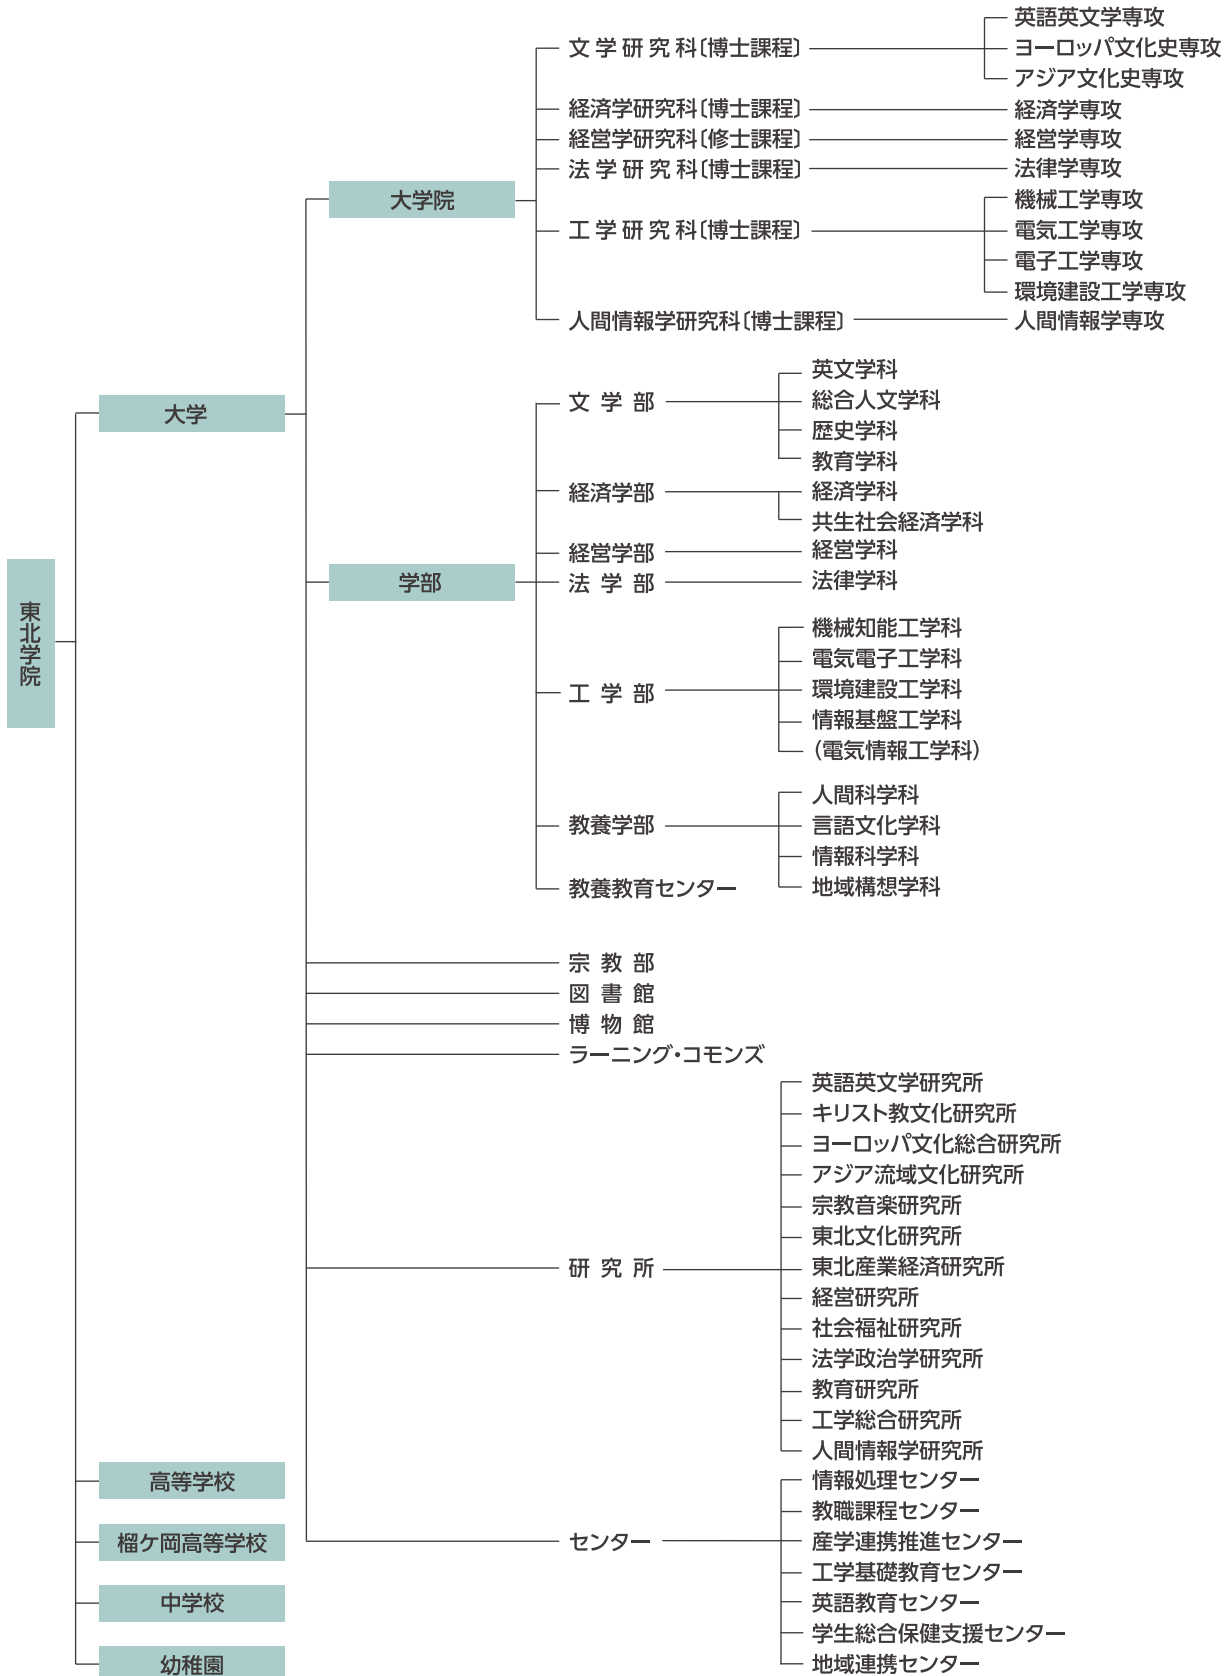 東北学院
大学
大学院
文学研究科〔博士課程〕
英語英文学専攻
ヨーロッパ文化史専攻
アジア文化史専攻
経済学研究科〔博士課程〕
経済学専攻
経営学研究科〔修士課程〕
経営学専攻
法学研究科〔博士課程〕
法律学専攻
工学研究科〔博士課程〕
機械工学専攻
電気工学専攻
電子工学専攻
環境建設工学専攻
人間情報学研究科〔博士課程〕
人間情報学専攻
学部
文学部
英文学科
総合人文学科
歴史学科
教育学科
経済学部
経済学科
共生社会経済学科
経営学部
経営学科
法学部
法律学科
工学部
機械知能工学科
電気電子工学科
環境建設工学科
情報基盤工学科
（電気情報工学科）
教養学部
人間科学科
言語文化学科
情報科学科
地域構想学科
教養教育センター
宗教部
図書館
博物館
ラーニング・コモンズ
研究所
英語英文学研究所
キリスト教文化研究所
ヨーロッパ文化総合研究所
アジア流域文化研究所
宗教音楽研究所
東北文化研究所
東北産業経済研究所
経営研究所
社会福祉研究所
法学政治学研究所
教育研究所
工学総合研究所
人間情報学研究所
センター
情報処理センター
教職課程センター
産学連携推進センター
工学基礎教育センター
英語教育センター
学生総合保健支援センター
地域連携センター
高等学校
榴ケ岡高等学校
中学校
幼稚園